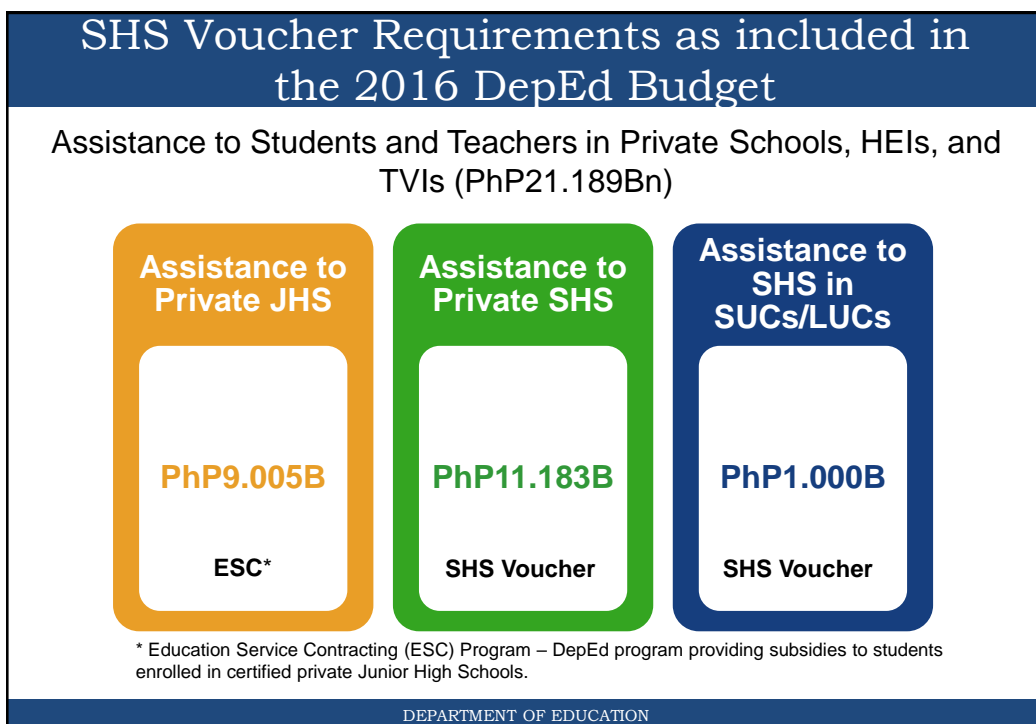 SHS Voucher Requirements as included in
the 2016 DepEd Budget
Assistance to Students and Teachers in Private Schools, HEIs, and
TVIs (PhP21.189Bn)
Assistance to
Private JHS
PhP9.005B
ESC*
Assistance to
Private SHS
PhP11.183B
SHS Voucher
Assistance to
SHS in
SUCs/LUCs
PhP1.000B
SHS Voucher
* Education Service Contracting (ESC) Program – DepEd program providing subsidies to students
enrolled in certified private Junior High Schools.
DEPARTMENT OF EDUCATION